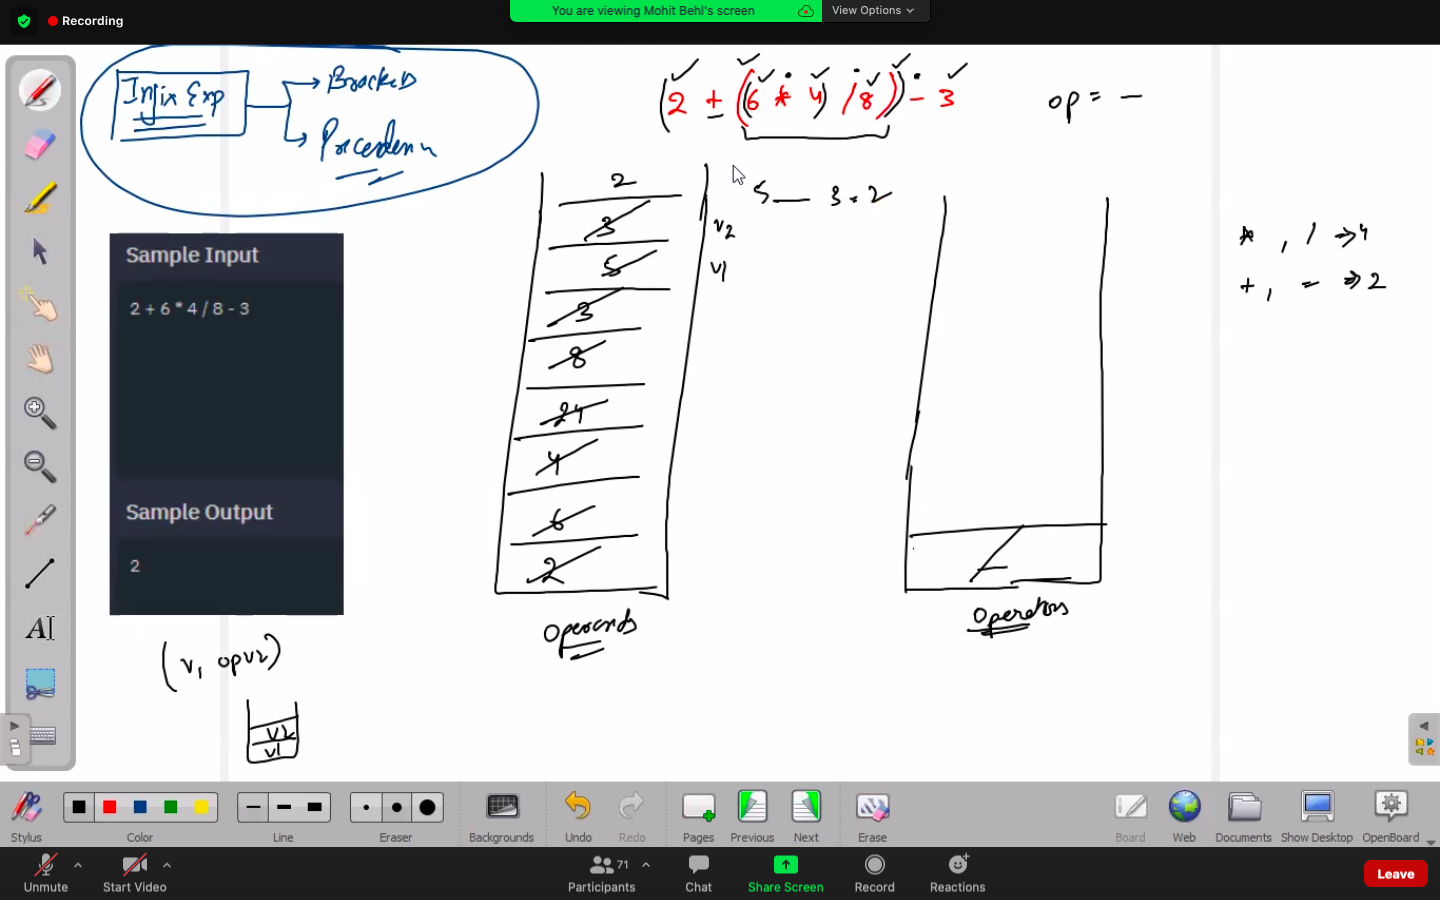 Recording
You are viewing Mohit Behl's screen
View Options
Infix Exp
Bracket
(2 + ((6 * 4) / 8)) - 3
op = -
2
3
5
3
8
24
4
6
2
Operands
v2
v1
5 - 3 = 2
Operators
*, / => 4
+, - => 2
Sample Input
2 + 6 * 4 / 8 - 3
Sample Output
2
(v1 op v2)
v2
v1
Stylus
Color
Line
Eraser
Backgrounds
Undo
Redo
Pages
Previous
Next
Erase
Board
Web
Documents
Show Desktop
OpenBoard
Unmute
Start Video
71
Participants
Chat
Share Screen
Record
Reactions
Leave